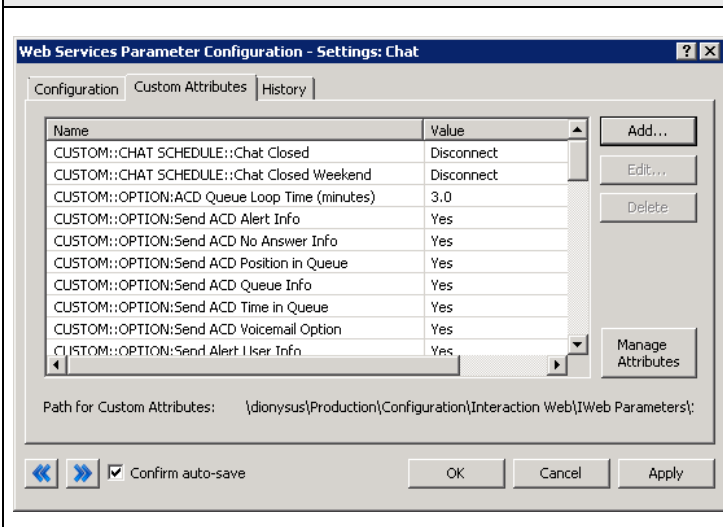 Web Services Parameter Configuration - Settings: Chat
Configuration Custom Attributes History
Name Value
CUSTOM::CHAT SCHEDULE::Chat Closed Disconnect
CUSTOM::CHAT SCHEDULE::Chat Closed Weekend Disconnect
CUSTOM::OPTION:ACD Queue Loop Time (minutes) 3.0
CUSTOM::OPTION:Send ACD Alert Info Yes
CUSTOM::OPTION:Send ACD No Answer Info Yes
CUSTOM::OPTION:Send ACD Position in Queue Yes
CUSTOM::OPTION:Send ACD Queue Info Yes
CUSTOM::OPTION:Send ACD Time in Queue Yes
CUSTOM::OPTION:Send ACD Voicemail Option Yes
CUSTOM::OPTION:Send Alert User Info Yes
Add...
Edit...
Delete
Manage
Attributes
Path for Custom Attributes: \dionysus\Production\Configuration\Interaction Web\IWeb Parameters\:
Confirm auto-save OK Cancel Apply